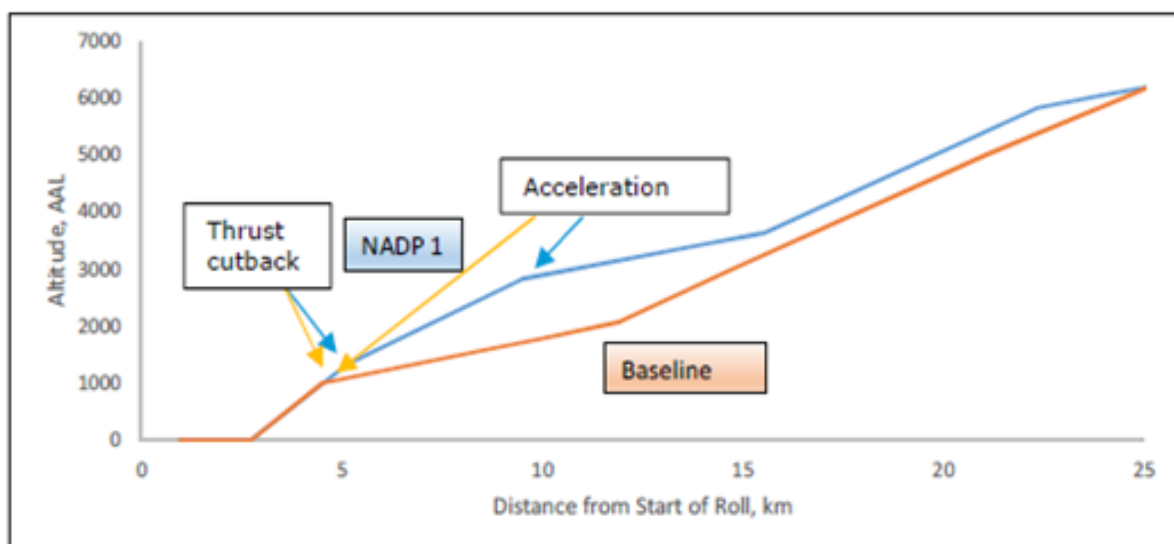 7000
6000
5000
4000
3000
2000
1000
0
Altitude, AAL
Thrust
cutback
NADP 1
Acceleration
Baseline
0 5 10 15 20 25
Distance from Start of Roll, km